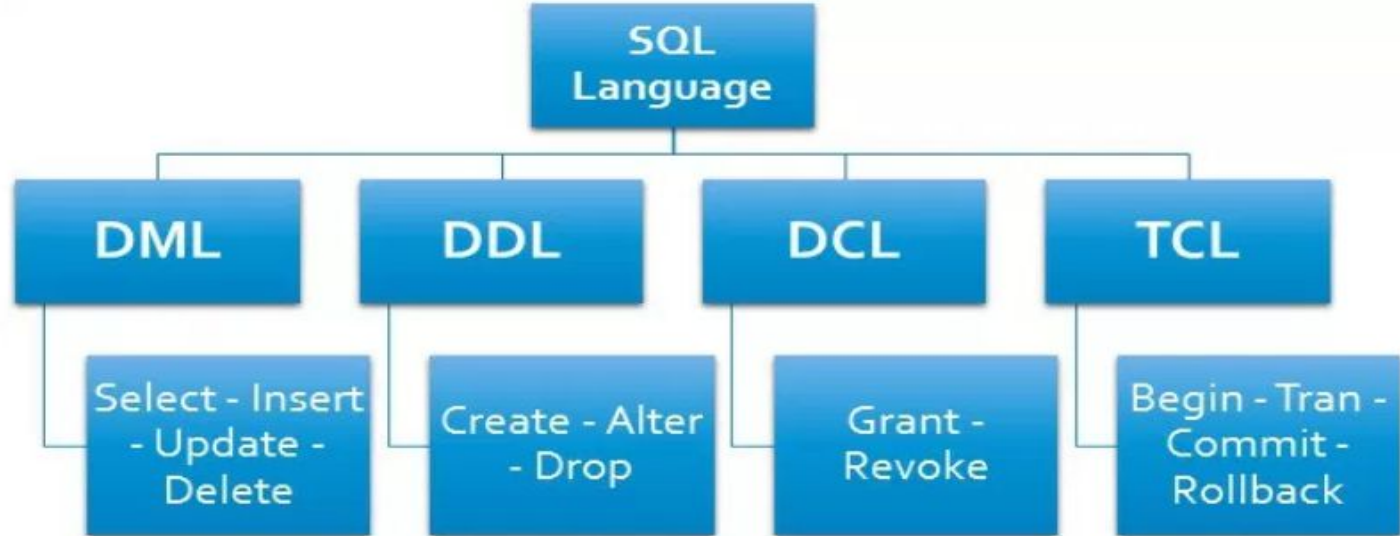 SQL
Language
DML
DDL
DCL
TCL
Select - Insert
- Update -
Delete
Create - Alter
- Drop
Grant -
Revoke
Begin - Tran -
Commit -
Rollback